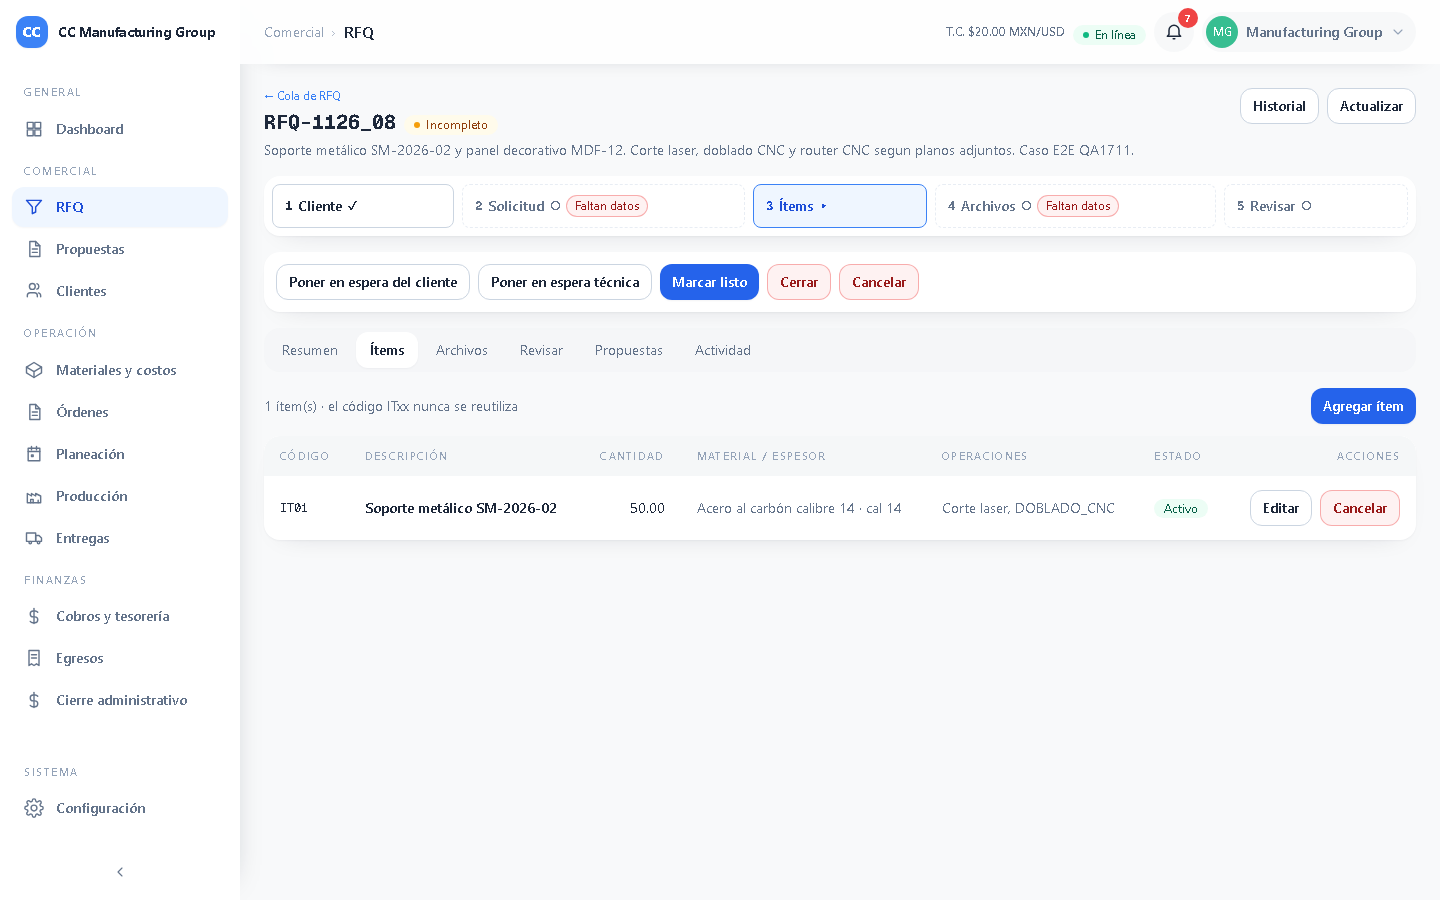 CC CC Manufacturing Group
GENERAL
Dashboard
COMERCIAL
RFQ
Propuestas
Clientes
OPERACIÓN
Materiales y costos
Órdenes
Planeación
Producción
Entregas
FINANZAS
Cobros y tesorería
Egresos
Cierre administrativo
SISTEMA
Configuración
Comercial › RFQ
T.C. $20.00 MXN/USD
En línea
7
MG Manufacturing Group
← Cola de RFQ
RFQ-1126_08 Incompleto
Historial Actualizar
Soporte metálico SM-2026-02 y panel decorativo MDF-12. Corte laser, doblado CNC y router CNC segun planos adjuntos. Caso E2E QA1711.
1 Cliente ✓
2 Solicitud ○ Faltan datos
3 Ítems ▸
4 Archivos ○ Faltan datos
5 Revisar ○
Poner en espera del cliente Poner en espera técnica Marcar listo Cerrar Cancelar
Resumen Ítems Archivos Revisar Propuestas Actividad
1 ítem(s) · el código ITxx nunca se reutiliza
Agregar ítem
CÓDIGO DESCRIPCIÓN CANTIDAD MATERIAL / ESPESOR OPERACIONES ESTADO ACCIONES
IT01 Soporte metálico SM-2026-02 50.00 Acero al carbón calibre 14 · cal 14 Corte laser, DOBLADO_CNC Activo Editar Cancelar